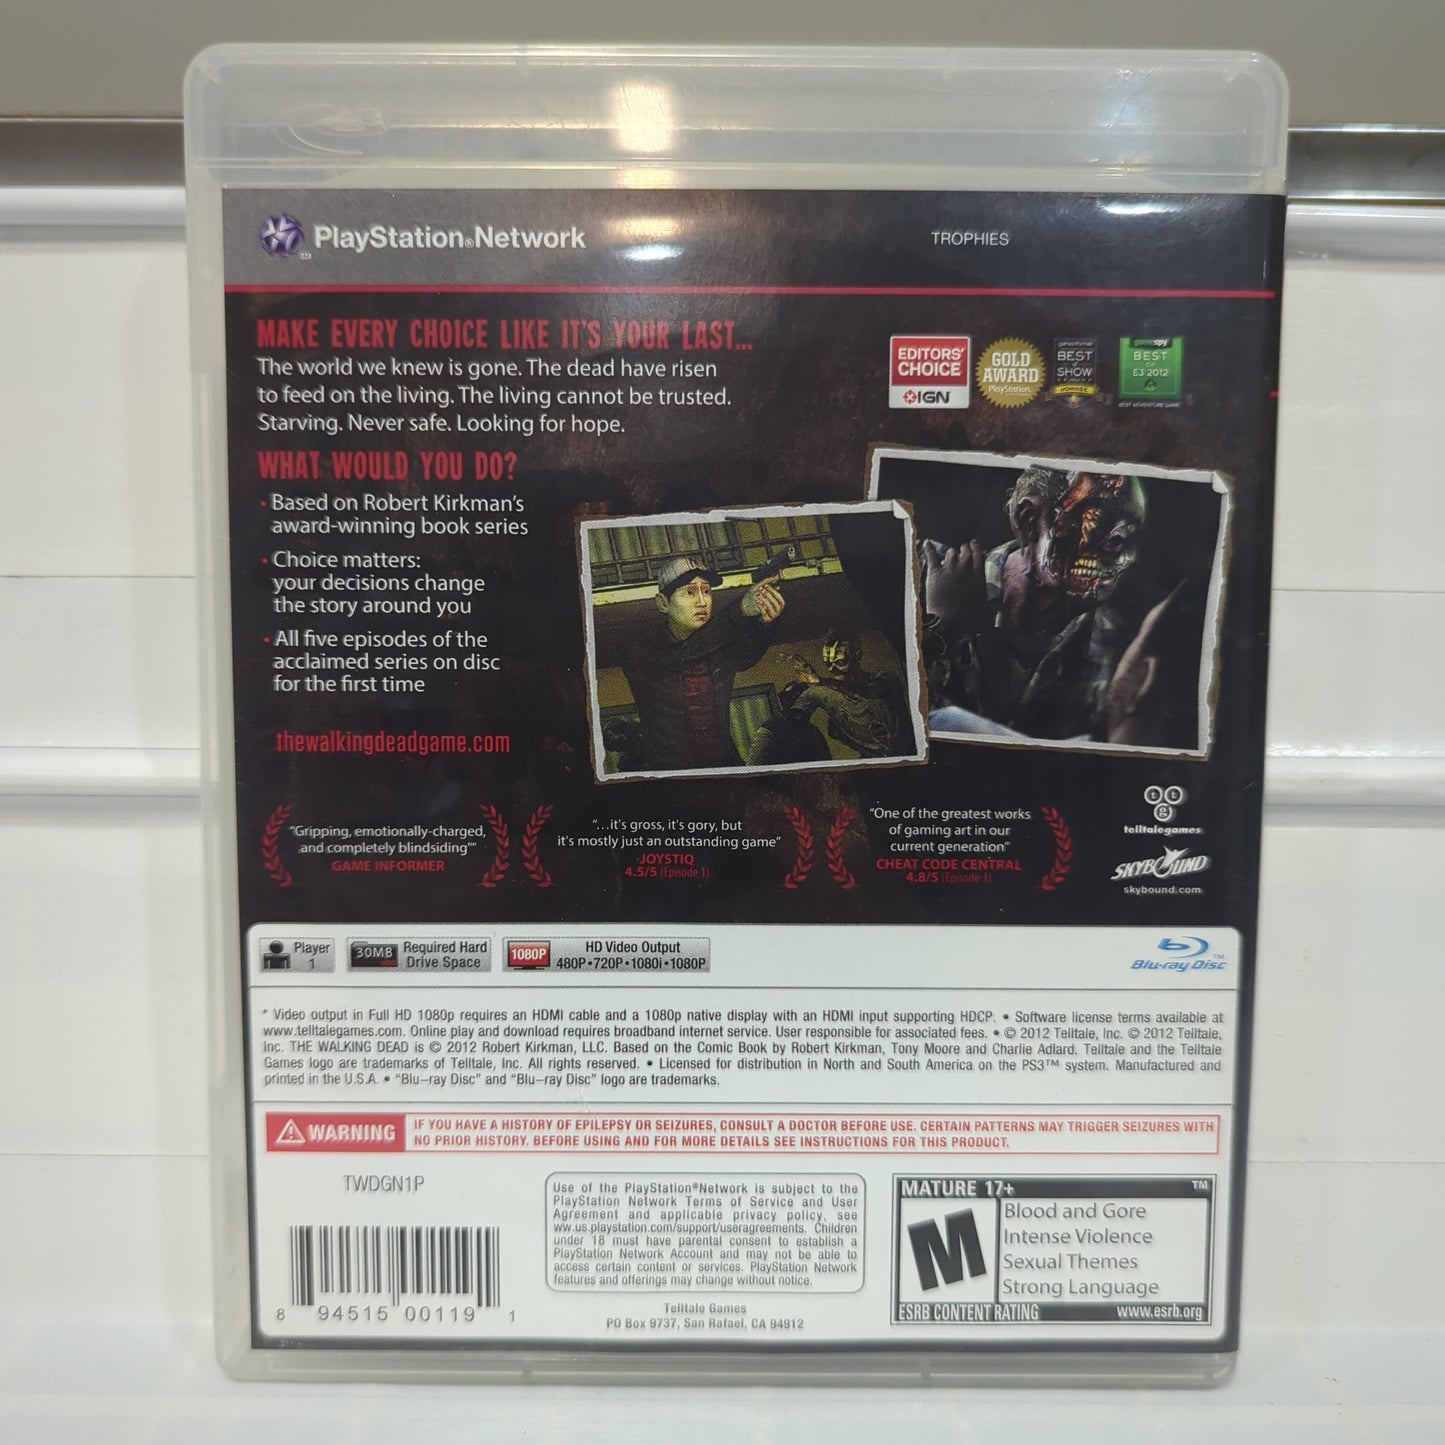 PlayStation®Network
SM
TROPHIES
MAKE EVERY CHOICE LIKE IT'S YOUR LAST...
The world we knew is gone. The dead have risen
to feed on the living. The living cannot be trusted.
Starving. Never safe. Looking for hope.
WHAT WOULD YOU DO?
• Based on Robert Kirkman's
award-winning book series
• Choice matters:
your decisions change
the story around you
• All five episodes of the
acclaimed series on disc
for the first time
thewalkingdeadgame.com
EDITORS'
CHOICE
IGN
GOLD
AWARD
PlayStation
gameinformer
BEST
of
SHOW
NOMINEE
gamespy
BEST
of
E3 2012
BEST ADVENTURE GAME
"Gripping, emotionally-charged,
and completely blindsiding""
GAME INFORMER
"...it's gross, it's gory, but
it's mostly just an outstanding game"
JOYSTIQ
4.5/5 (Episode 1)
"One of the greatest works
of gaming art in our
current generation"
CHEAT CODE CENTRAL
4.8/5 (Episode 3)
t t g
telltalegames
SKYBOUND
skybound.com
Player
1
30MB
HDD
Required Hard
Drive Space
1080P
HD Video Output
480P•720P•1080i•1080P
Blu-ray Disc™
* Video output in Full HD 1080p requires an HDMI cable and a 1080p native display with an HDMI input supporting HDCP. • Software license terms available at
www.telltalegames.com. Online play and download requires broadband internet service. User responsible for associated fees. • © 2012 Telltale, Inc. © 2012 Telltale,
Inc. THE WALKING DEAD is © 2012 Robert Kirkman, LLC. Based on the Comic Book by Robert Kirkman, Tony Moore and Charlie Adlard. Telltale and the Telltale
Games logo are trademarks of Telltale, Inc. All rights reserved. • Licensed for distribution in North and South America on the PS3™ system. Manufactured and
printed in the U.S.A. • "Blu-ray Disc" and "Blu-ray Disc" logo are trademarks.
WARNING
IF YOU HAVE A HISTORY OF EPILEPSY OR SEIZURES, CONSULT A DOCTOR BEFORE USE. CERTAIN PATTERNS MAY TRIGGER SEIZURES WITH
NO PRIOR HISTORY. BEFORE USING AND FOR MORE DETAILS SEE INSTRUCTIONS FOR THIS PRODUCT.
TWDGN1P
8 94515 00119 1
Use of the PlayStation®Network is subject to the
PlayStation Network Terms of Service and User
Agreement and applicable privacy policy, see
ww.us.playstation.com/support/useragreements. Children
under 18 must have parental consent to establish a
PlayStation Network Account and may not be able to
access certain content or services. PlayStation Network
features and offerings may change without notice.
Telltale Games
PO Box 9737, San Rafael, CA 94912
MATURE 17+ ™
M
Blood and Gore
Intense Violence
Sexual Themes
Strong Language
ESRB CONTENT RATING www.esrb.org